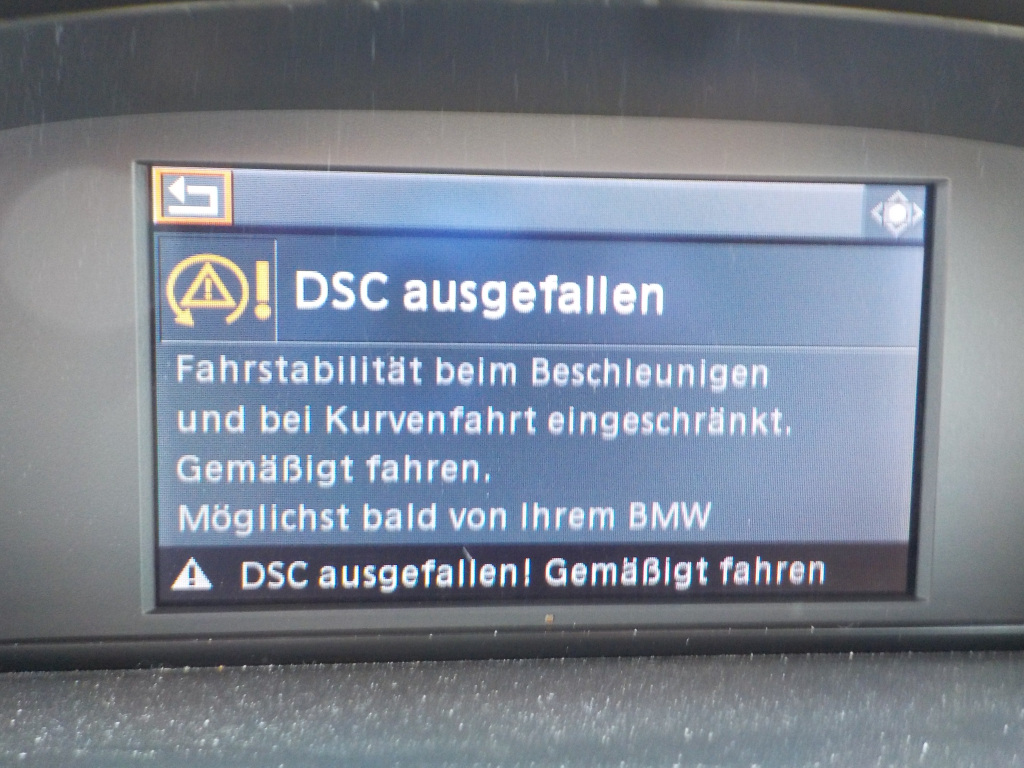 DSC ausgefallen
Fahrstabilität beim Beschleunigen
und bei Kurvenfahrt eingeschränkt.
Gemäßigt fahren.
Möglichst bald von Ihrem BMW
DSC ausgefallen! Gemäßigt fahren